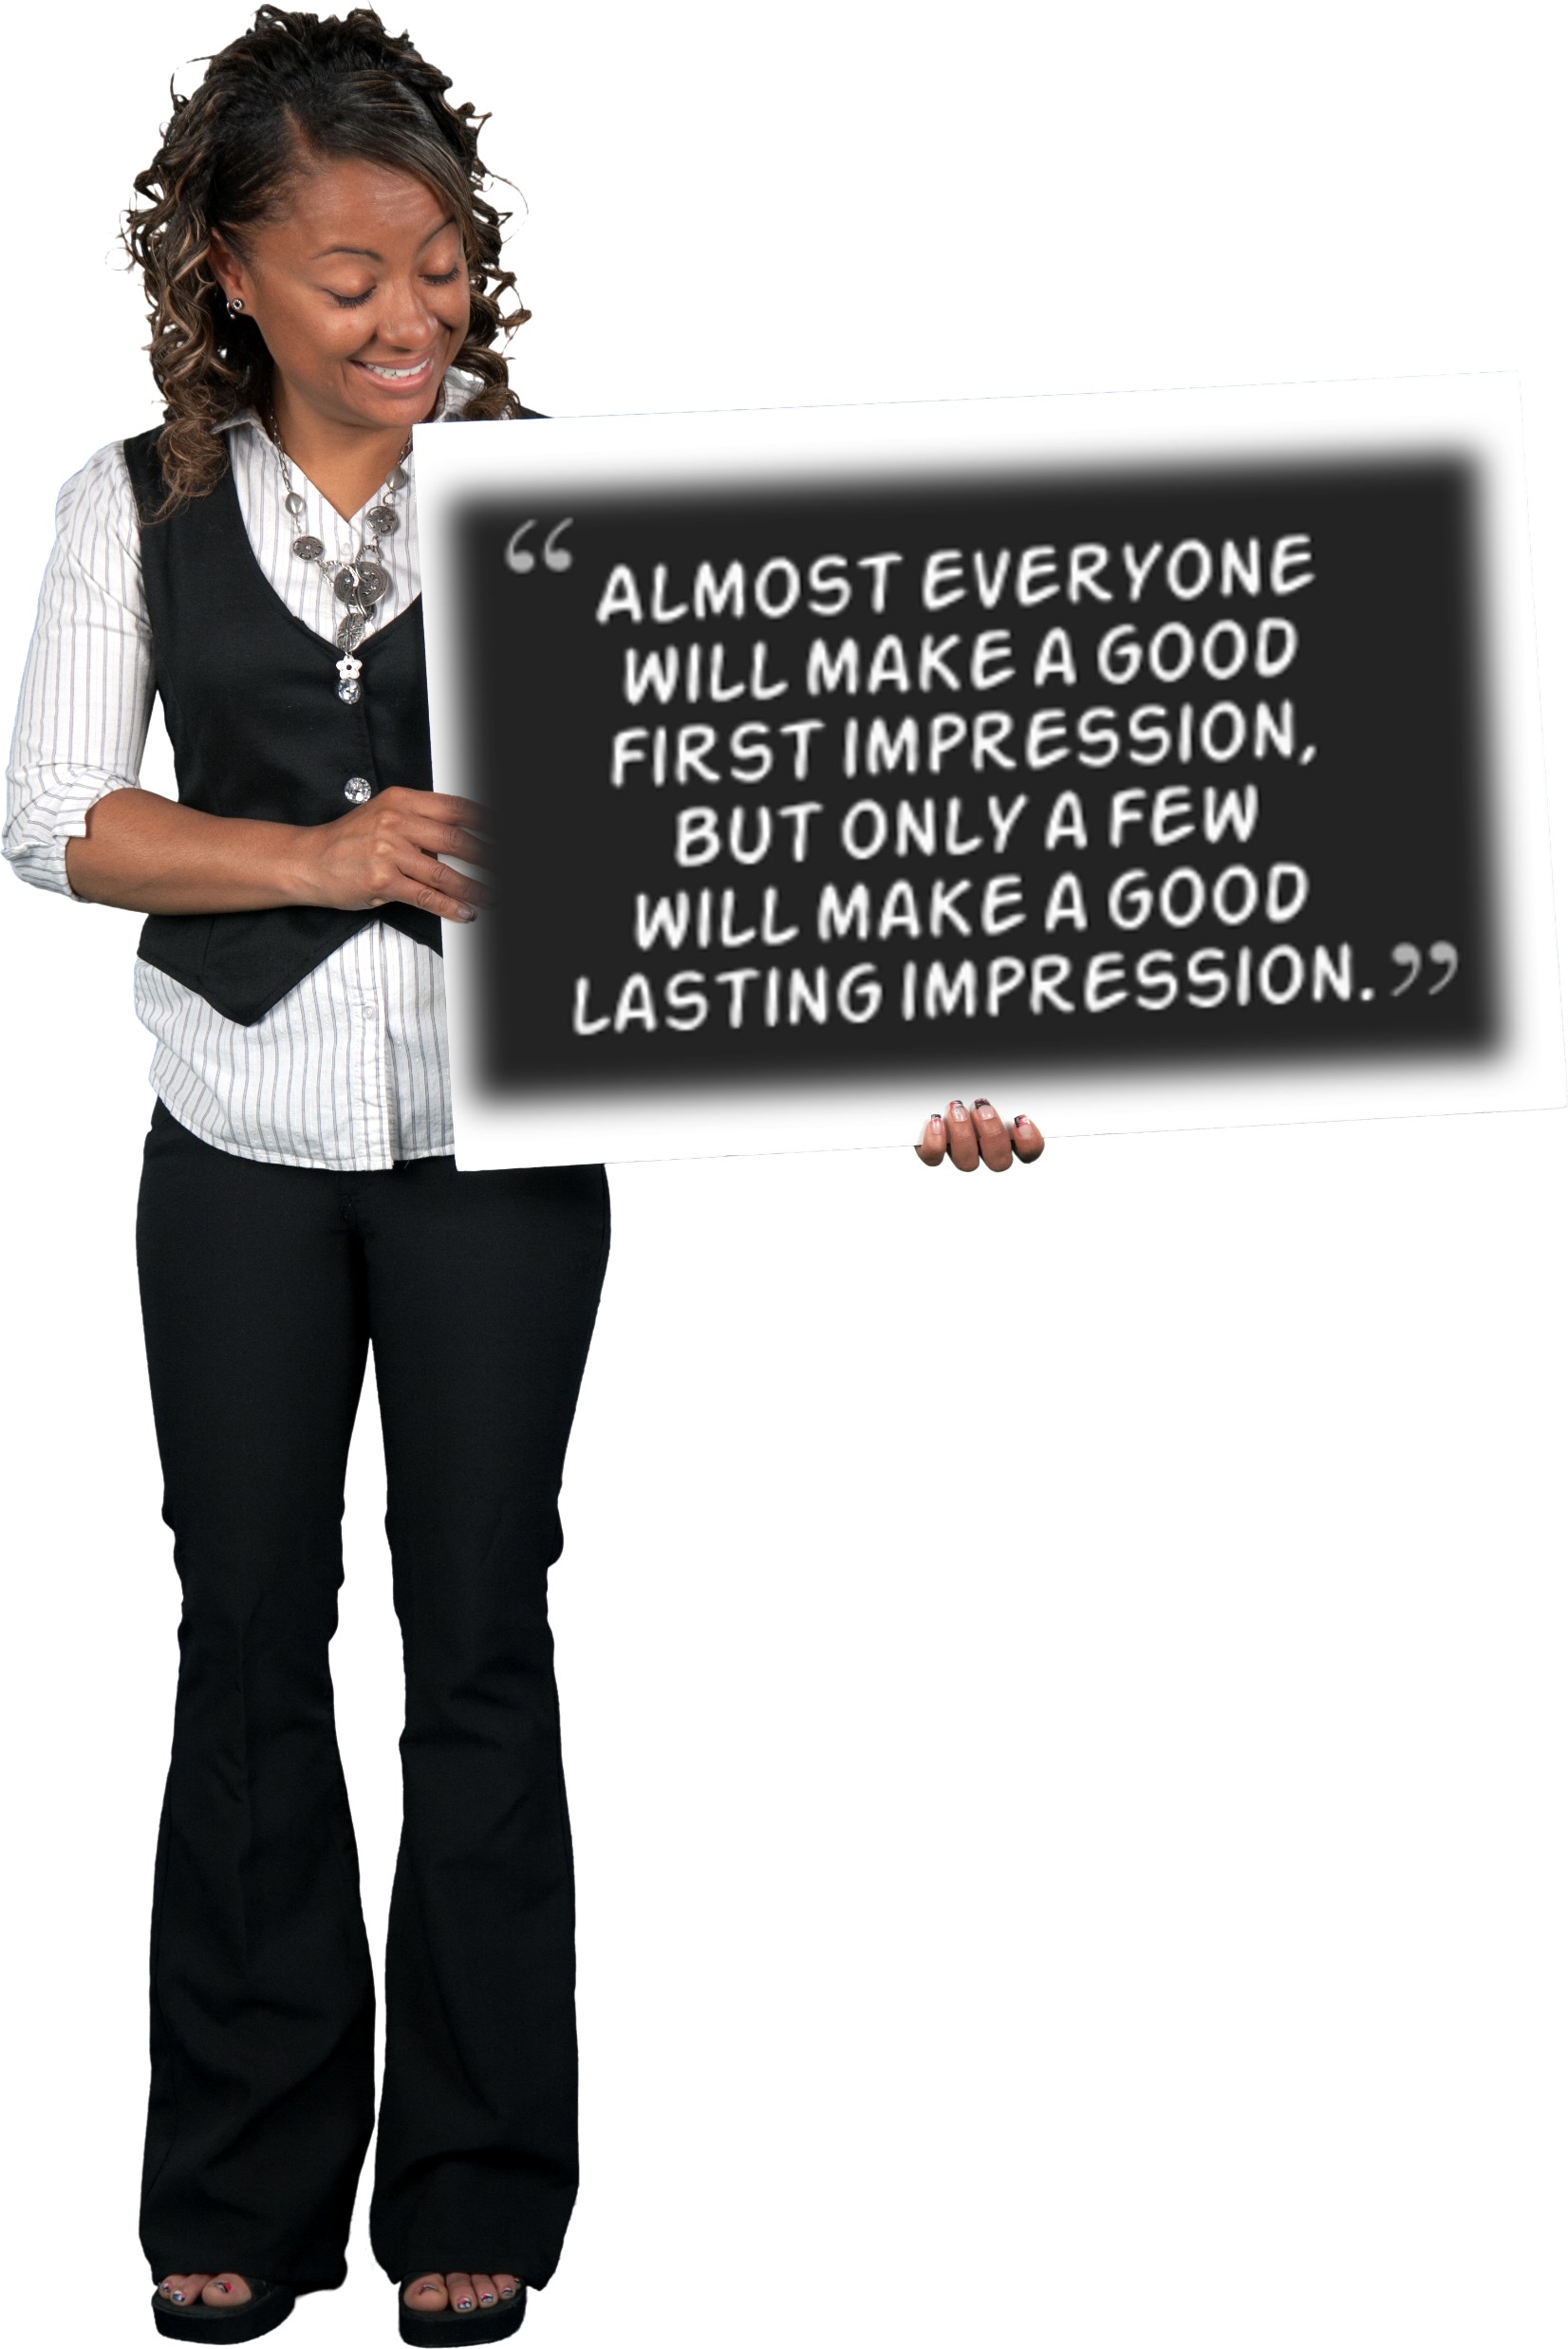 “ ALMOST EVERYONE
WILL MAKE A GOOD
FIRST IMPRESSION,
BUT ONLY A FEW
WILL MAKE A GOOD
LASTING IMPRESSION.”